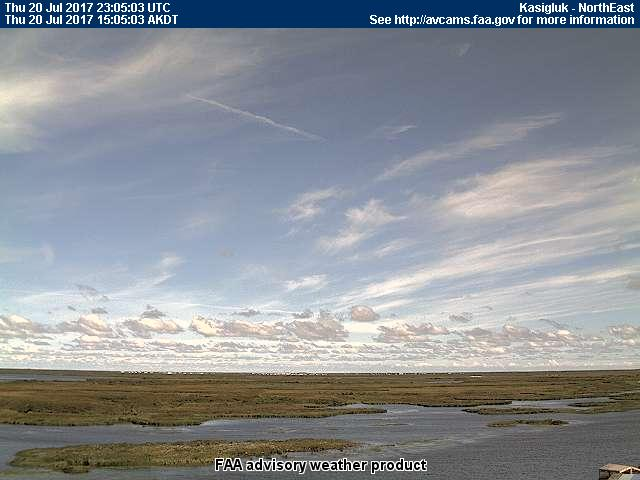 Thu 20 Jul 2017 23:05:03 UTC
Kasigluk - NorthEast
Thu 20 Jul 2017 15:05:03 AKDT
See http://avcams.faa.gov for more information
FAA advisory weather product